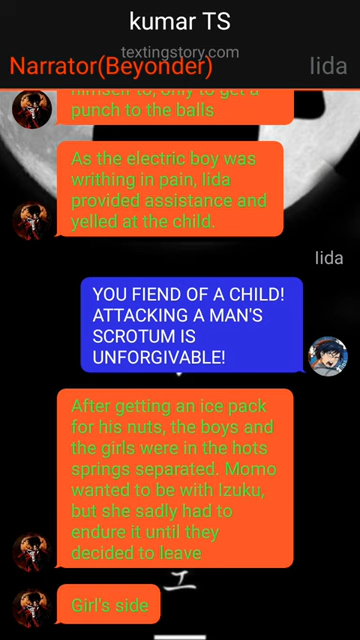 kumar TS
textingstory.com
Narrator(Beyonder)
Iida
himself to, only to get a
punch to the balls
As the electric boy was
writhing in pain, Iida
provided assistance and
yelled at the child.
Iida
YOU FIEND OF A CHILD!
ATTACKING A MAN'S
SCROTUM IS
UNFORGIVABLE!
After getting an ice pack
for his nuts, the boys and
the girls were in the hots
springs separated. Momo
wanted to be with Izuku,
but she sadly had to
endure it until they
decided to leave
エ
Girl's side